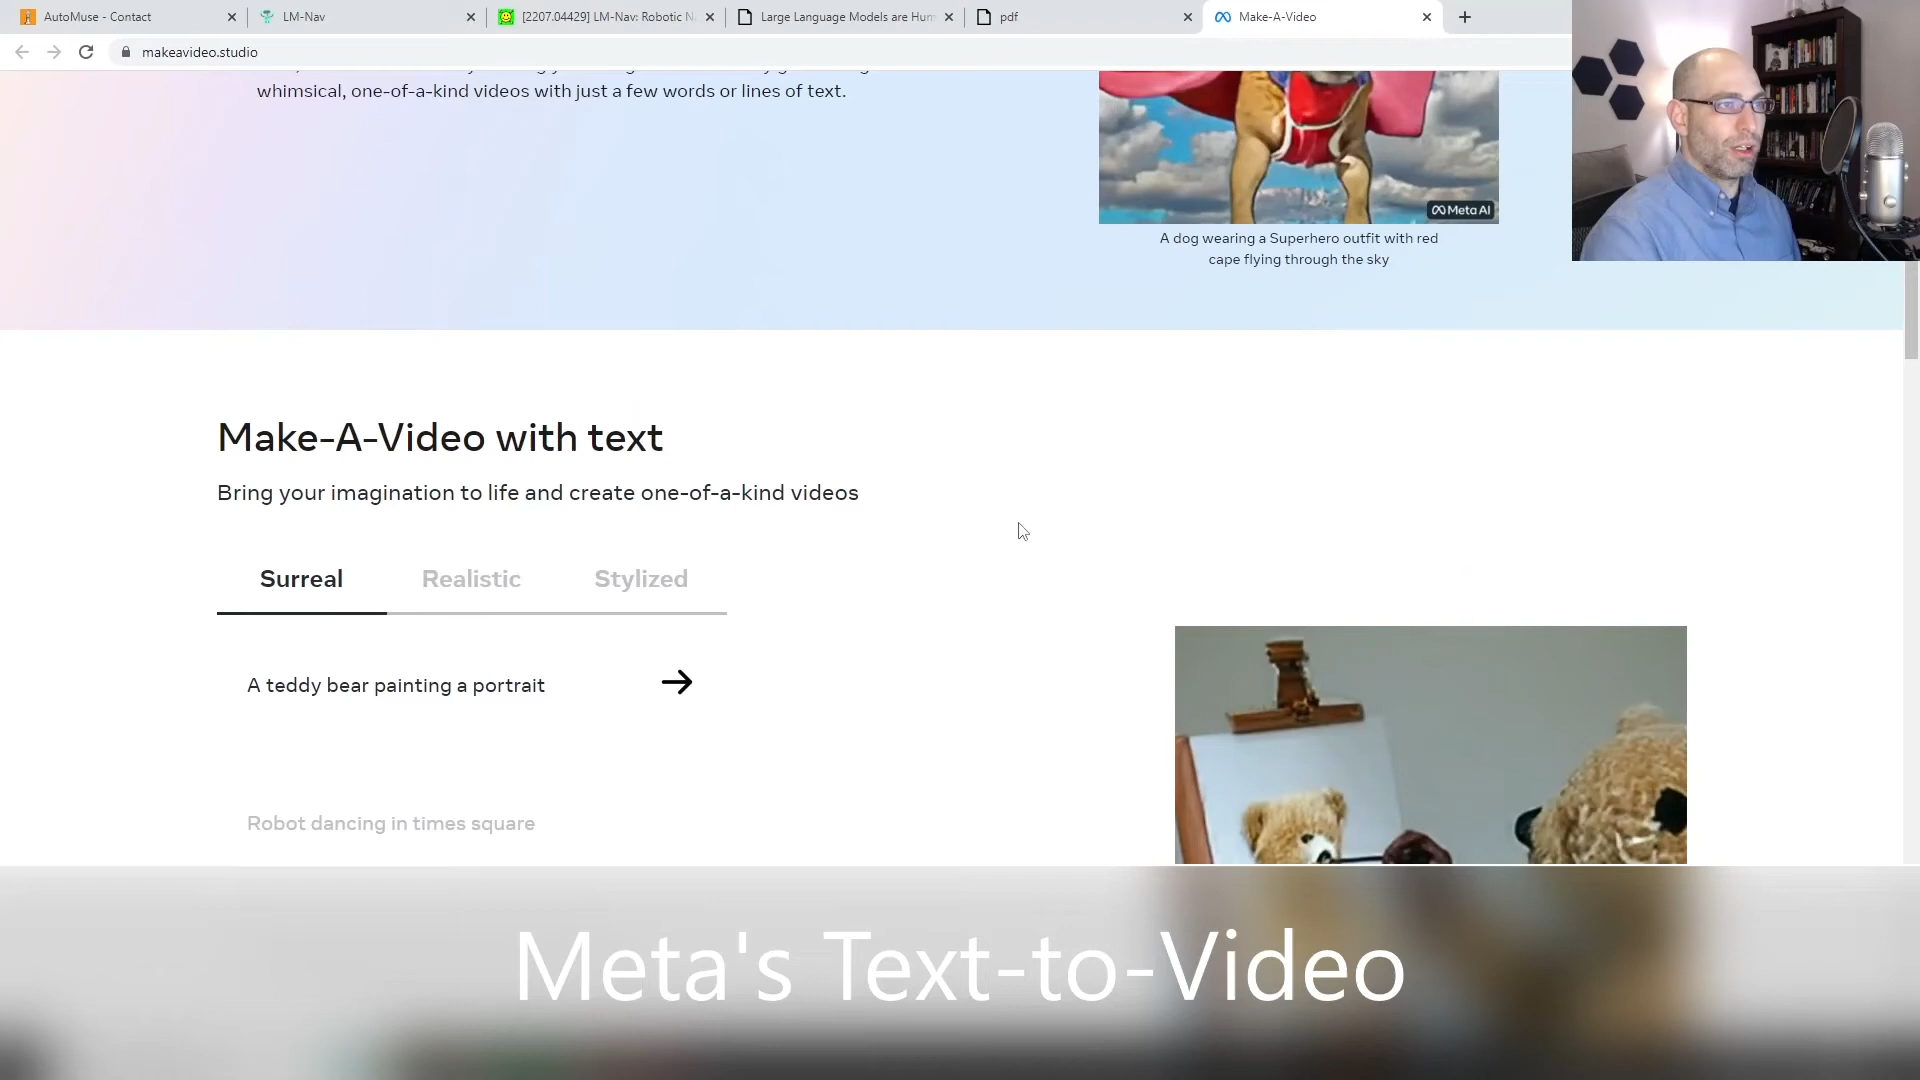 AutoMuse - Contact
LM-Nav
[2207.04429] LM-Nav: Robotic N
Large Language Models are Hum
pdf
Make-A-Video
makeavideo.studio
whimsical, one-of-a-kind videos with just a few words or lines of text.
Meta AI
A dog wearing a Superhero outfit with red
cape flying through the sky
Make-A-Video with text
Bring your imagination to life and create one-of-a-kind videos
Surreal
Realistic
Stylized
A teddy bear painting a portrait
Robot dancing in times square
Meta's Text-to-Video